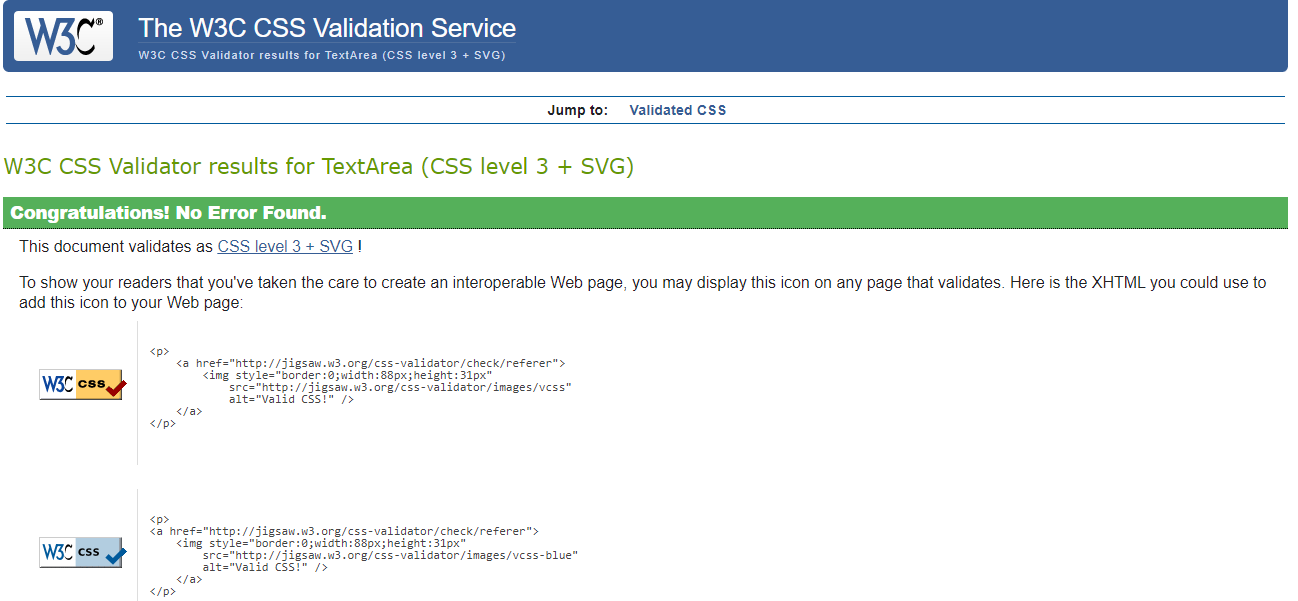 W3C®
The W3C CSS Validation Service
W3C CSS Validator results for TextArea (CSS level 3 + SVG)
Jump to: Validated CSS
W3C CSS Validator results for TextArea (CSS level 3 + SVG)
Congratulations! No Error Found.
This document validates as CSS level 3 + SVG !
To show your readers that you've taken the care to create an interoperable Web page, you may display this icon on any page that validates. Here is the XHTML you could use to
add this icon to your Web page:
W3C css
<p>
<a href="http://jigsaw.w3.org/css-validator/check/referer">
<img style="border:0;width:88px;height:31px"
src="http://jigsaw.w3.org/css-validator/images/vcss"
alt="Valid CSS!" />
</a>
</p>
W3C css
<p>
<a href="http://jigsaw.w3.org/css-validator/check/referer">
<img style="border:0;width:88px;height:31px"
src="http://jigsaw.w3.org/css-validator/images/vcss-blue"
alt="Valid CSS!" />
</a>
</p>